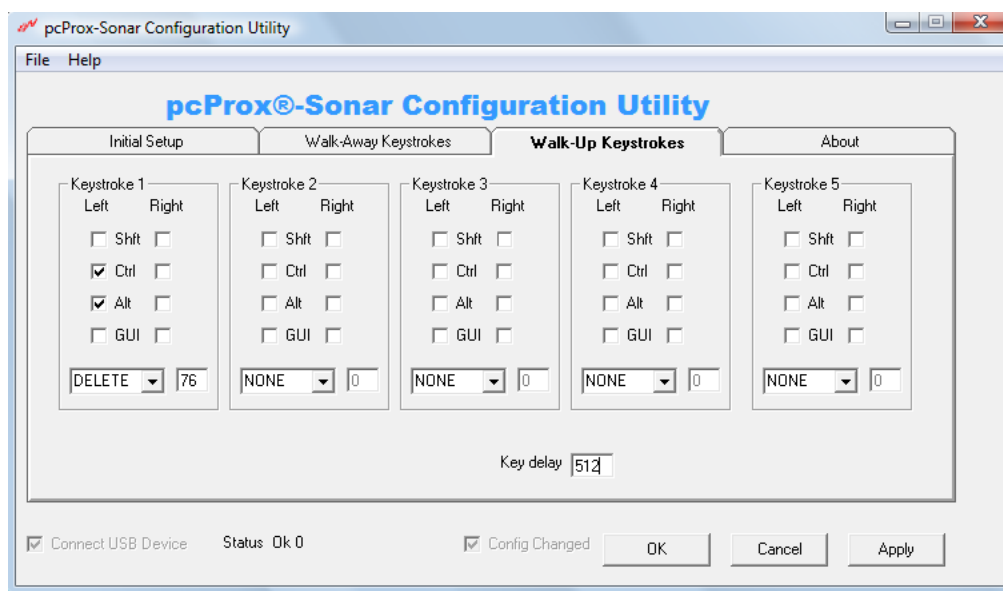 pcProx-Sonar Configuration Utility
File Help
pcProx®-Sonar Configuration Utility
Initial Setup Walk-Away Keystrokes Walk-Up Keystrokes About
Keystroke 1 Keystroke 2 Keystroke 3 Keystroke 4 Keystroke 5
Left Right Left Right Left Right Left Right Left Right
Shft Shft Shft Shft Shft
Ctrl Ctrl Ctrl Ctrl Ctrl
Alt Alt Alt Alt Alt
GUI GUI GUI GUI GUI
DELETE 76 NONE 0 NONE 0 NONE 0 NONE 0
Key delay 512
Connect USB Device Status Ok 0 Config Changed OK Cancel Apply